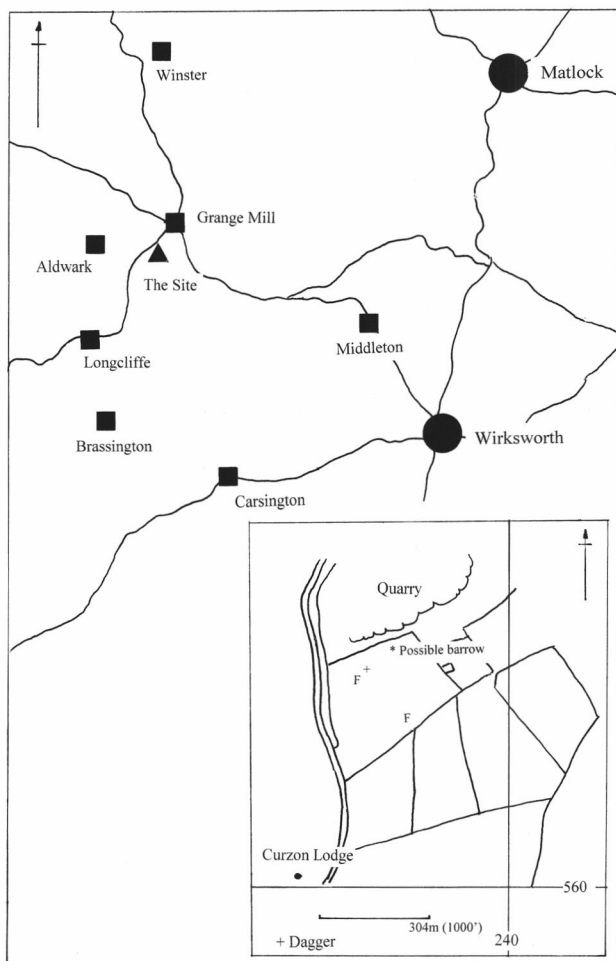 Winster
Matlock
Grange Mill
Aldwark
The Site
Longcliffe
Middleton
Brassington
Wirksworth
Carsington
Quarry
* Possible barrow
F +
F
Curzon Lodge
560
304m (1000')
+ Dagger
240